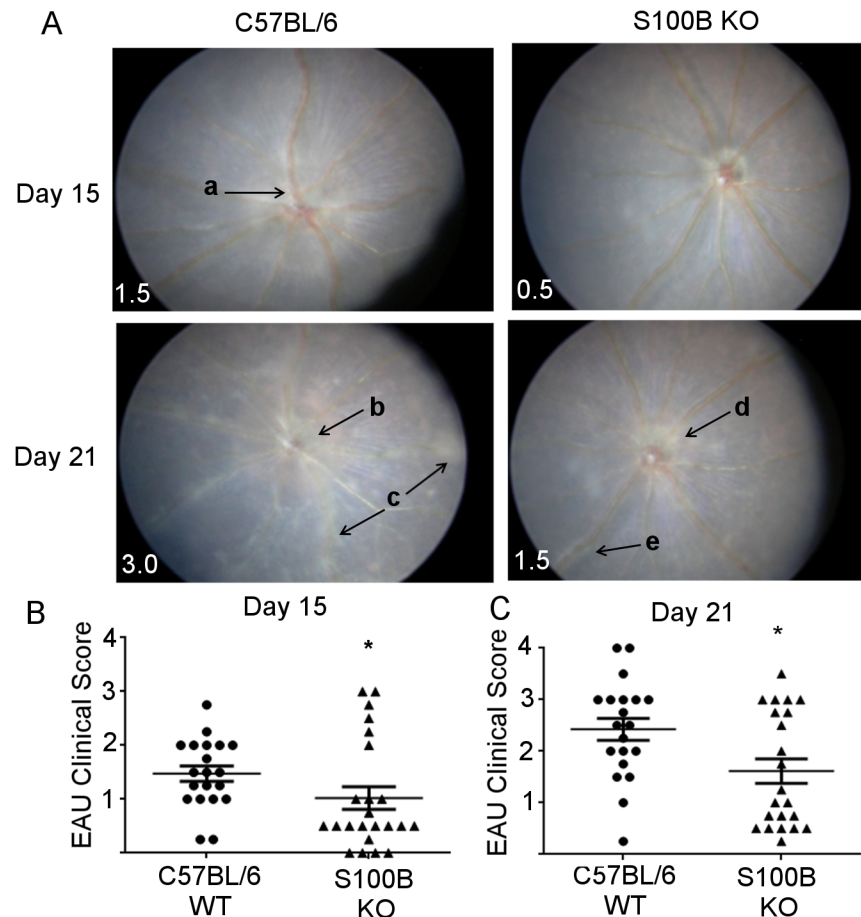 A
C57BL/6
S100B KO
Day 15
a
1.5
0.5
Day 21
b
c
3.0
d
e
1.5
B
Day 15
EAU Clinical Score
4
3
2
1
*
C57BL/6
WT
S100B
KO
C
Day 21
EAU Clinical Score
4
3
2
1
*
C57BL/6
WT
S100B
KO